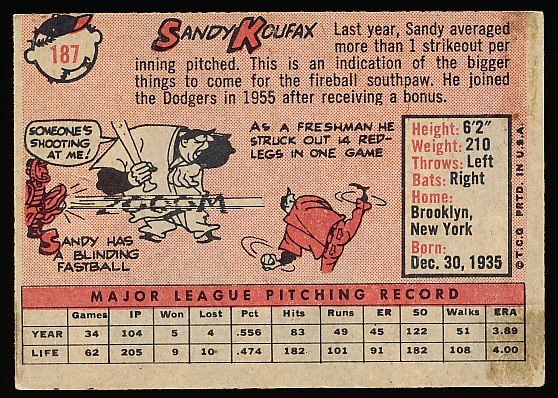 187
SANDY KOUFAX
Last year, Sandy averaged
more than 1 strikeout per
inning pitched. This is an indication of the bigger
things to come for the fireball southpaw. He joined
the Dodgers in 1955 after receiving a bonus.
SOMEONE'S
SHOOTING
AT ME!
AS A FRESHMAN HE
STRUCK OUT 14 RED-
LEGS IN ONE GAME
ZOOOM
SANDY HAS
A BLINDING
FASTBALL
Height: 6'2"
Weight: 210
Throws: Left
Bats: Right
Home:
Brooklyn,
New York
Born:
Dec. 30, 1935
© T.C.G. PRTD. IN U.S.A.
MAJOR LEAGUE PITCHING RECORD
Games IP Won Lost Pct Hits Runs ER SO Walks ERA
YEAR 34 104 5 4 .556 83 49 45 122 51 3.89
LIFE 62 205 9 10 .474 182 101 91 182 108 4.00